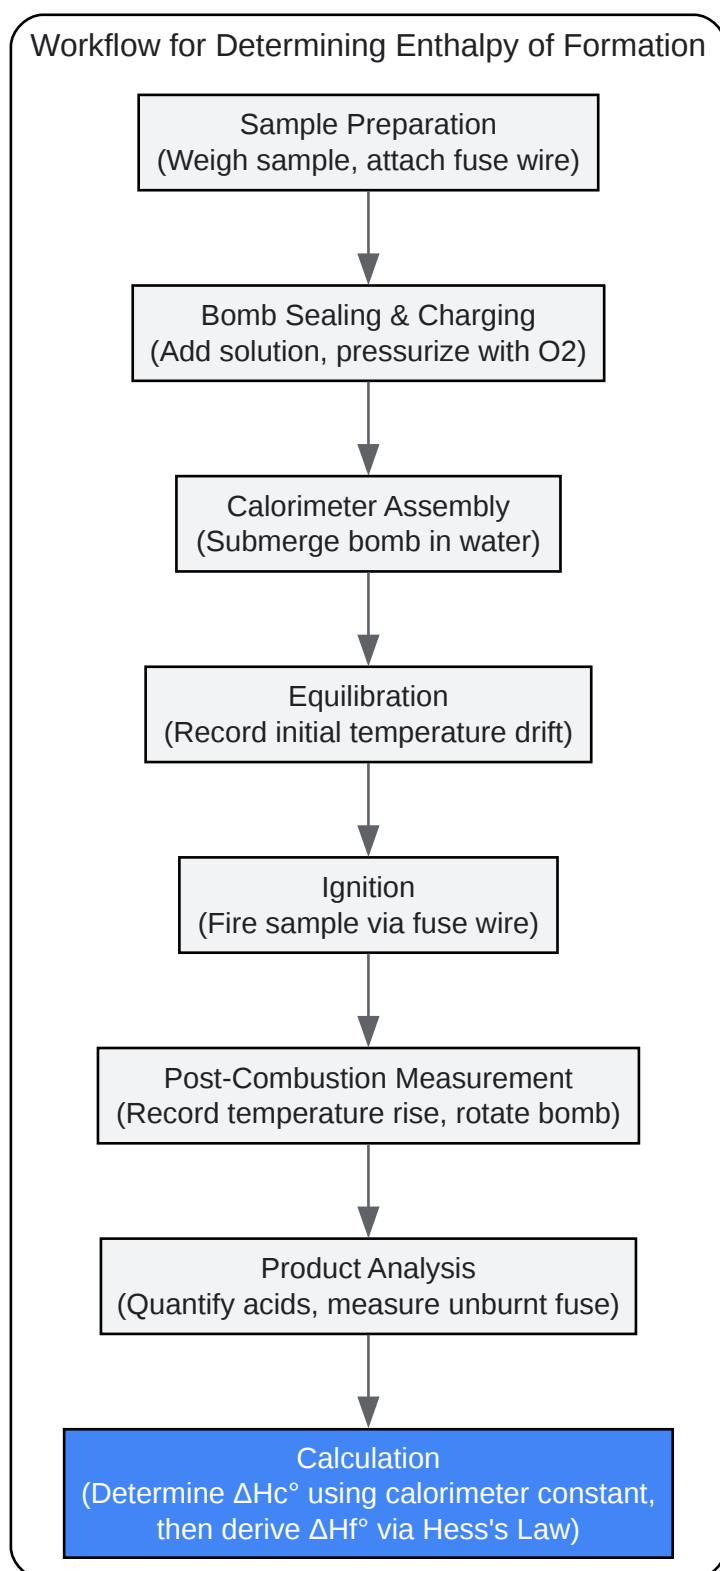 Workflow for Determining Enthalpy of Formation
Sample Preparation
(Weigh sample, attach fuse wire)
Bomb Sealing & Charging
(Add solution, pressurize with O2)
Calorimeter Assembly
(Submerge bomb in water)
Equilibration
(Record initial temperature drift)
Ignition
(Fire sample via fuse wire)
Post-Combustion Measurement
(Record temperature rise, rotate bomb)
Product Analysis
(Quantify acids, measure unburnt fuse)
Calculation
(Determine ΔHc° using calorimeter constant,
then derive ΔHf° via Hess's Law)